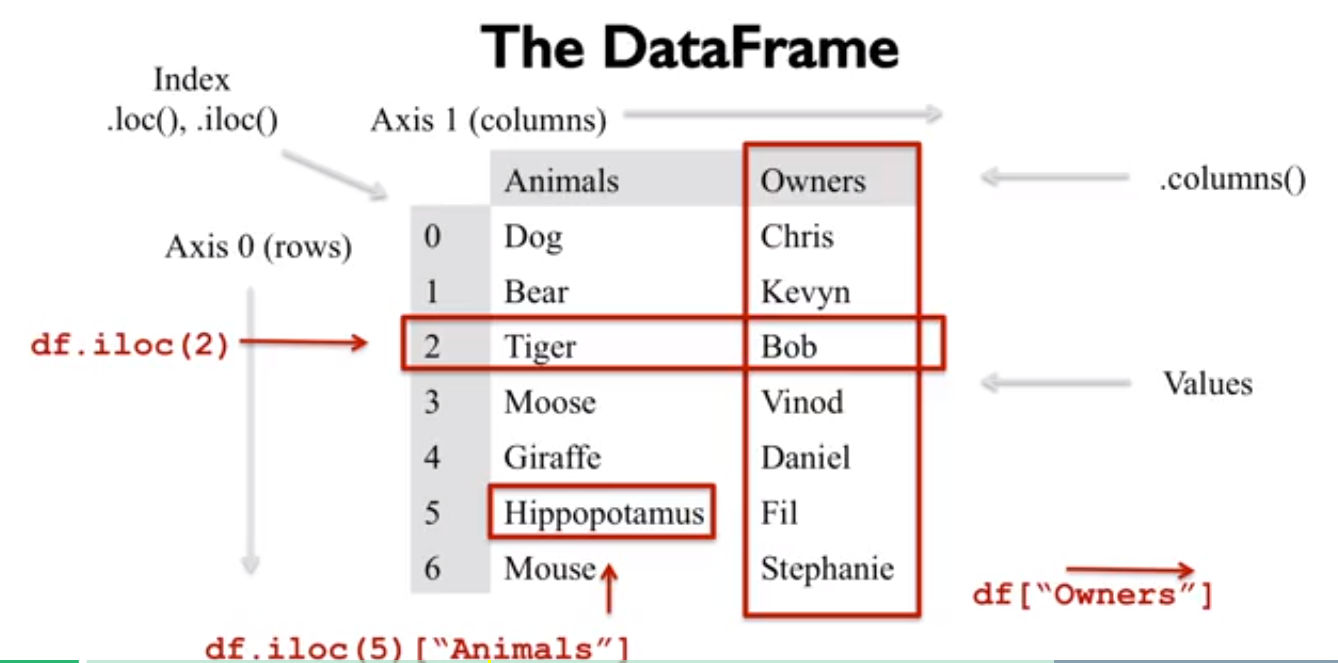 The DataFrame
Index
.loc(), .iloc()
Axis 1 (columns)
Animals Owners
.columns()
0 Dog Chris
Axis 0 (rows)
1 Bear Kevyn
df.iloc(2)
2 Tiger Bob
Values
3 Moose Vinod
4 Giraffe Daniel
5 Hippopotamus Fil
6 Mouse Stephanie
df[“Owners”]
df.iloc(5)[“Animals”]